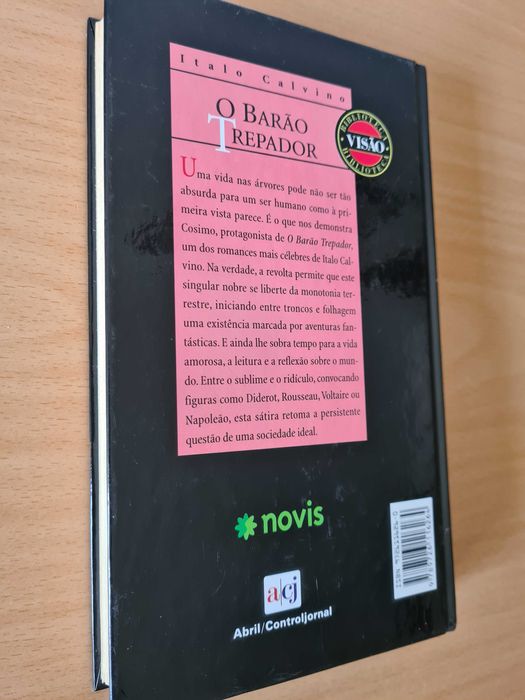 Italo Calvino
O BARÃO
TREPADOR
BIBLIOTECA
VISÃO
BIBLIOTECA
Uma vida nas árvores pode não ser tão
absurda para um ser humano como à pri-
meira vista parece. É o que nos demonstra
Cosimo, protagonista de O Barão Trepador,
um dos romances mais célebres de Italo Cal-
vino. Na verdade, a revolta permite que este
singular nobre se liberte da monotonia ter-
restre, iniciando entre troncos e folhagem
uma existência marcada por aventuras fan-
tásticas. E ainda lhe sobra tempo para a vida
amorosa, a leitura e a reflexão sobre o mun-
do. Entre o sublime e o ridículo, convocando
figuras como Diderot, Rousseau, Voltaire ou
Napoleão, esta sátira retoma a persistente
questão de uma sociedade ideal.
novis
a|cj
Abril/Controljornal